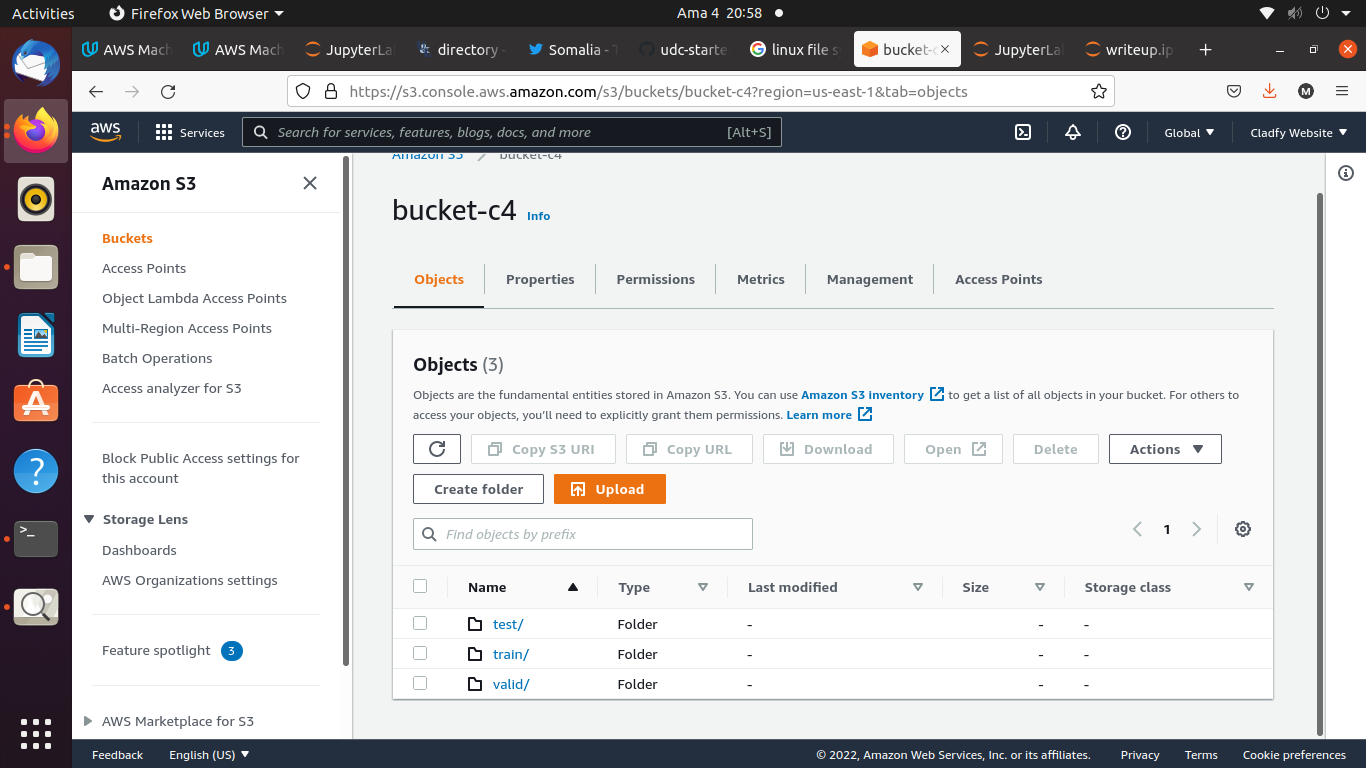 Activities Firefox Web Browser Ama 4 20:58
AWS Mach AWS Mach JupyterLa directory - Somalia - T udc-starte linux file sy bucket-c JupyterLa writeup.ip
https://s3.console.aws.amazon.com/s3/buckets/bucket-c4?region=us-east-1&tab=objects M
aws Services Search for services, features, blogs, docs, and more [Alt+S] Global Cladfy Website
Amazon S3
Buckets
Access Points
Object Lambda Access Points
Multi-Region Access Points
Batch Operations
Access analyzer for S3
Block Public Access settings for
this account
Storage Lens
Dashboards
AWS Organizations settings
Feature spotlight 3
AWS Marketplace for S3
Amazon S3 bucket-c4
bucket-c4 Info
Objects Properties Permissions Metrics Management Access Points
Objects (3)
Objects are the fundamental entities stored in Amazon S3. You can use Amazon S3 inventory to get a list of all objects in your bucket. For others to
access your objects, you'll need to explicitly grant them permissions. Learn more
Copy S3 URI Copy URL Download Open Delete Actions
Create folder Upload
Find objects by prefix 1
Name Type Last modified Size Storage class
test/ Folder - - -
train/ Folder - - -
valid/ Folder - - -
Feedback English (US) © 2022, Amazon Web Services, Inc. or its affiliates. Privacy Terms Cookie preferences